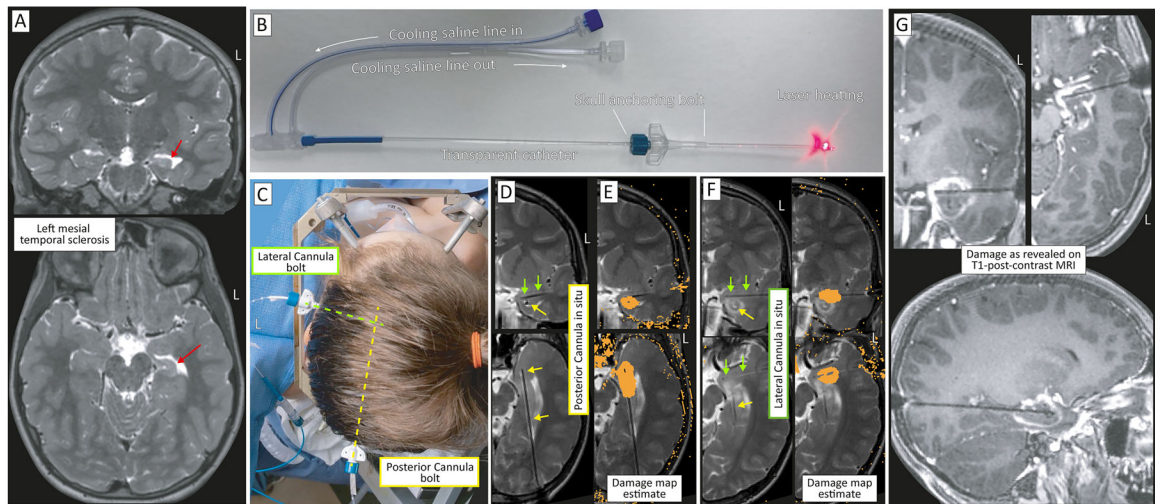 A
L
Left mesial
temporal sclerosis
L
B
Cooling saline line in
Cooling saline line out
Skull anchoring bolt
Laser heating
Transparent catheter
C
Lateral Cannula
bolt
L
Posterior Cannula
bolt
D
E
L
Posterior Cannula in situ
L
Damage map
estimate
F
L
Lateral Cannula in situ
L
Damage map
estimate
G
L
L
Damage as revealed on
T1-post-contrast MRI